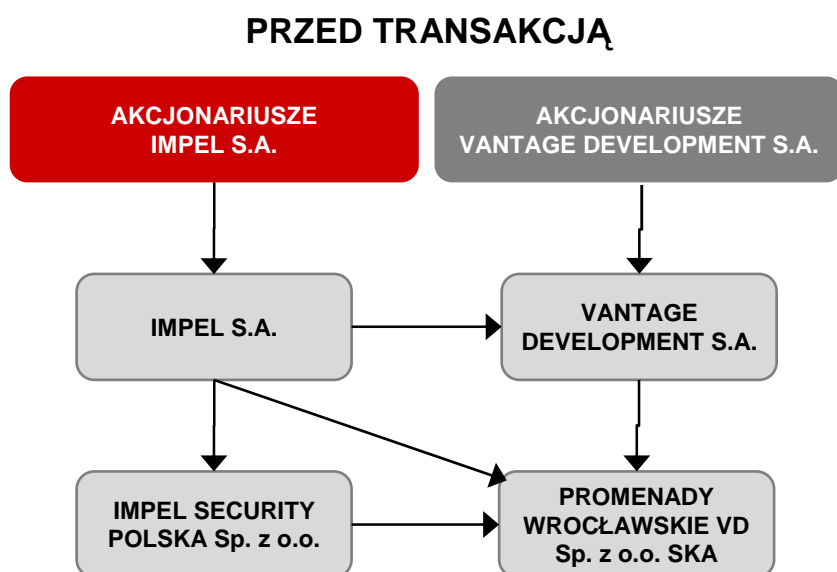 PRZED TRANSAKCJĄ
AKCJONARIUSZE
IMPEL S.A.
AKCJONARIUSZE
VANTAGE DEVELOPMENT S.A.
IMPEL S.A.
VANTAGE
DEVELOPMENT S.A.
IMPEL SECURITY
POLSKA Sp. z o.o.
PROMENADY
WROCŁAWSKIE VD
Sp. z o.o. SKA